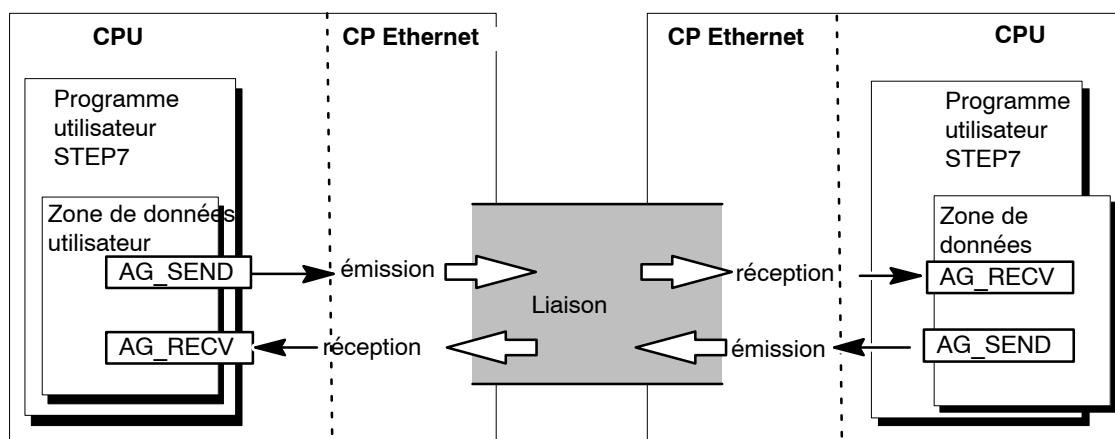 CPU
CP Ethernet
CP Ethernet
CPU
Programme
utilisateur
STEP7
Programme
utilisateur
STEP7
Zone de données
utilisateur
Zone de
données
AG_SEND
émission
réception
AG_RECV
Liaison
AG_RECV
réception
émission
AG_SEND